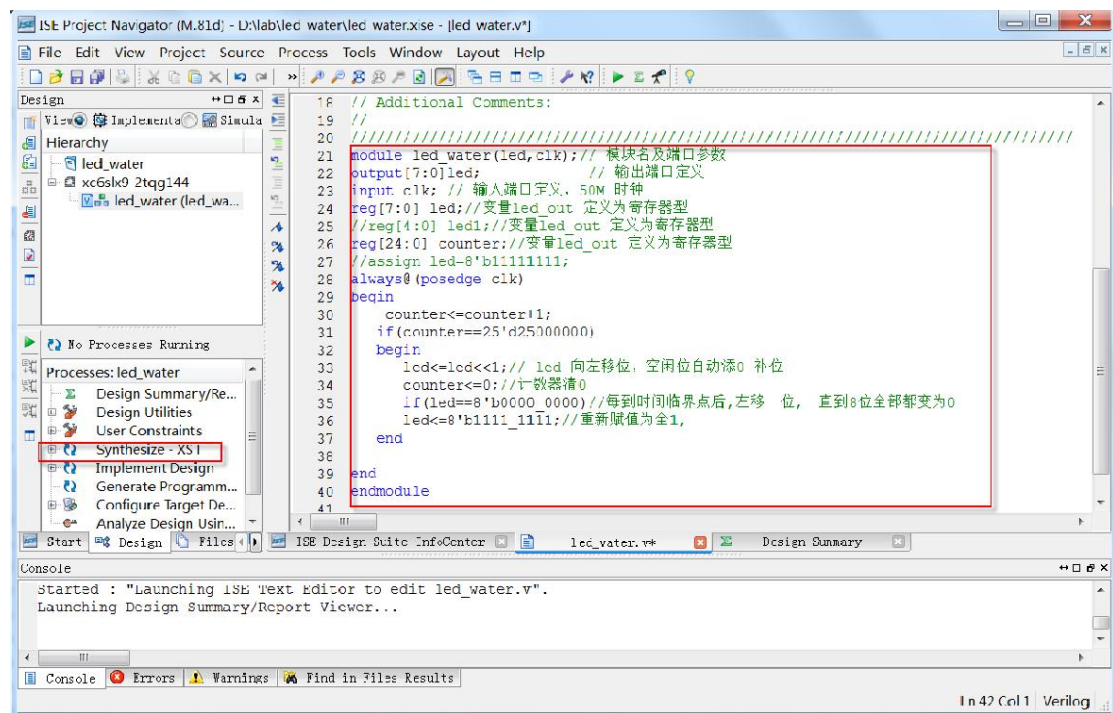 ISE Project Navigator (M.81d) - D:\lab\led_water\led_water.xise - [led_water.v*]
File Edit View Project Source Process Tools Window Layout Help
Design
View Implementa Simula
Hierarchy
led_water
xc6slx9-2tqg144
led_water (led_wa...
No Processes Running
Processes: led_water
Design Summary/Re...
Design Utilities
User Constraints
Synthesize - XST
Implement Design
Generate Programm...
Configure Target De...
Analyze Design Usin...
Start Design Files
18 // Additional Comments:
19 //
20 //////////////////////////////////////////////////////////////////////////////////
21 module led_water(led,clk);// 模块名及端口参数
22 output[7:0]led; // 输出端口定义
23 input clk; // 输入端口定义，50M 时钟
24 reg[7:0] led;//变量led_out 定义为寄存器型
25 //reg[4:0] led1;//变量led_out 定义为寄存器型
26 reg[24:0] counter;//变量led_out 定义为寄存器型
27 //assign led=8'b11111111;
28 always@(posedge clk)
29 begin
30 counter<=counter+1;
31 if(counter==25'd25000000)
32 begin
33 led<=led<<1;// led 向左移位，空闲位自动添0 补位
34 counter<=0;//计数器清0
35 if(led==8'b0000_0000)//每到时间临界点后,左移 位, 直到8位全部都变为0
36 led<=8'b1111_1111;//重新赋值为全1,
37 end
38
39 end
40 endmodule
41
ISE Design Suite InfoCenter led_water.v* Design Summary
Console
Started : "Launching ISE Text Editor to edit led_water.v".
Launching Design Summary/Report Viewer...
Console Errors Warnings Find in Files Results
Ln 42 Col 1 Verilog